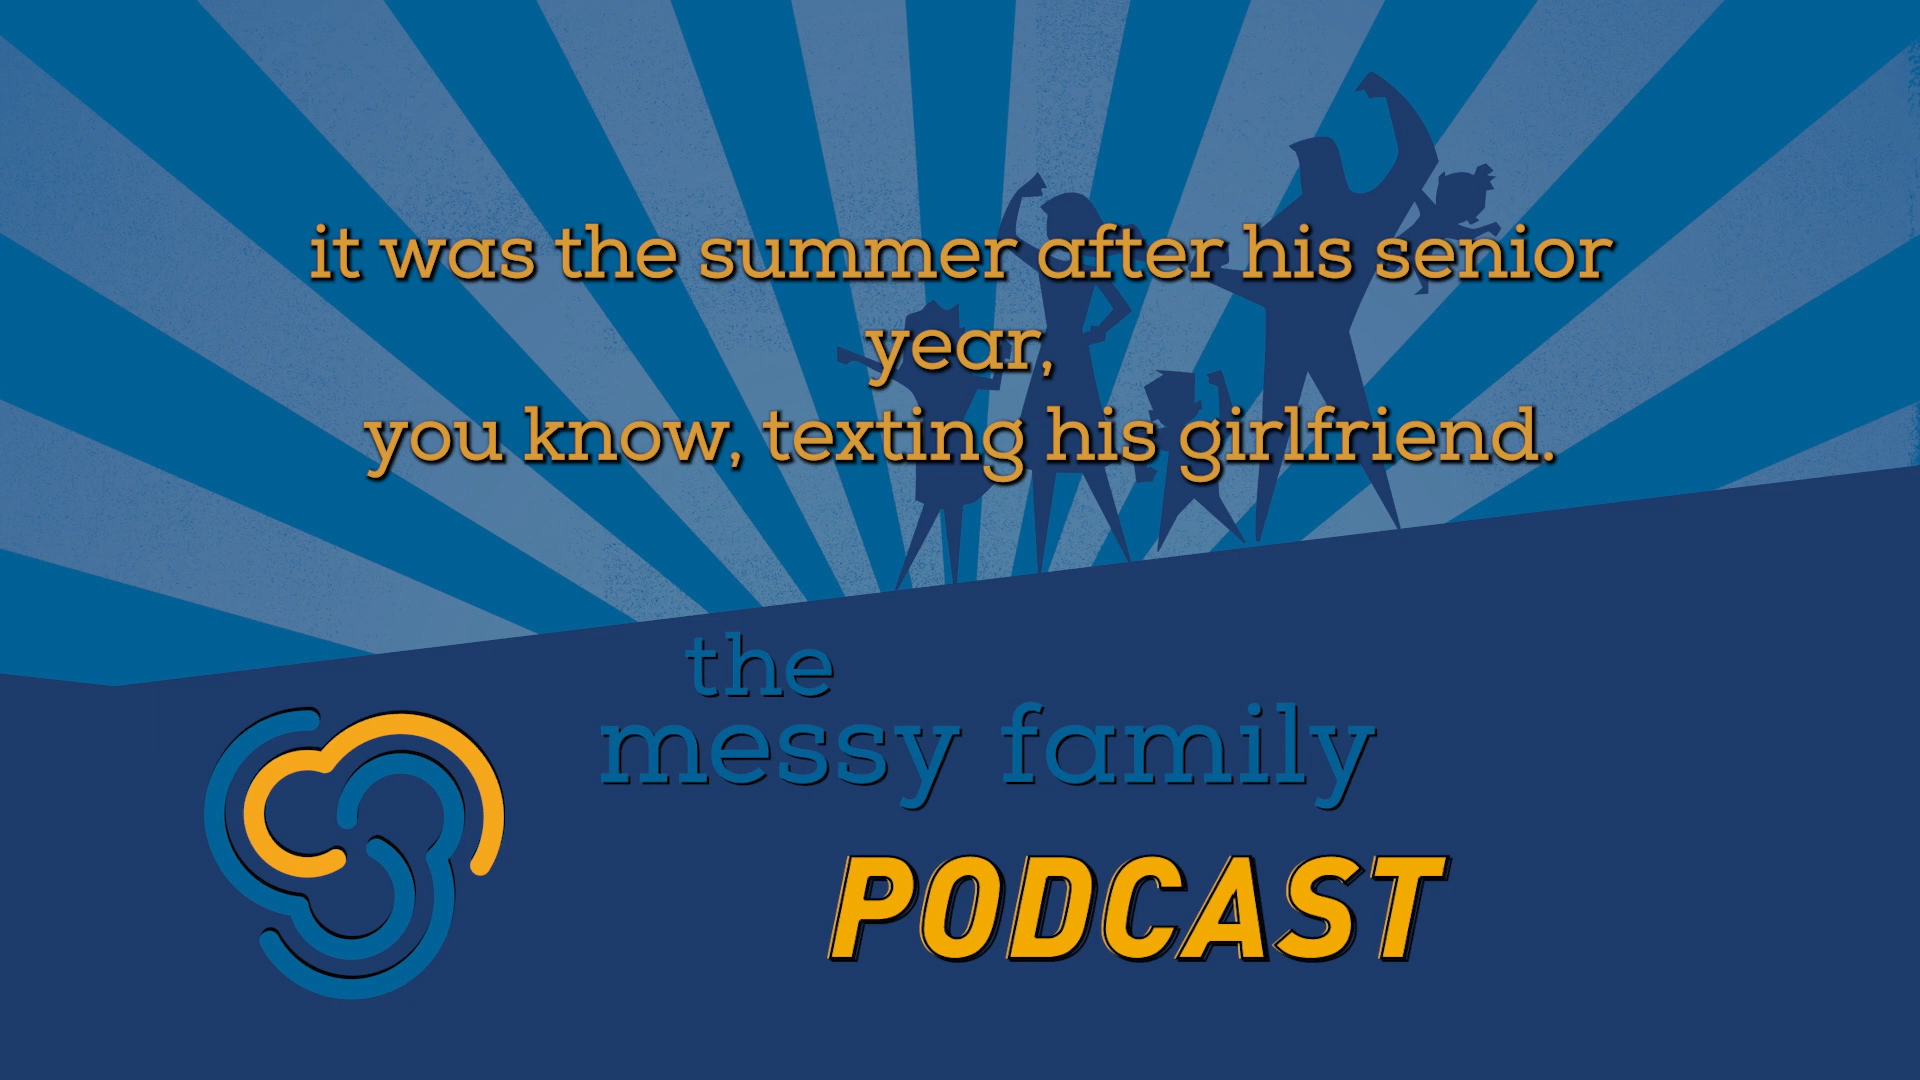 it was the summer after his senior
year,
you know, texting his girlfriend.
the
messy family
PODCAST